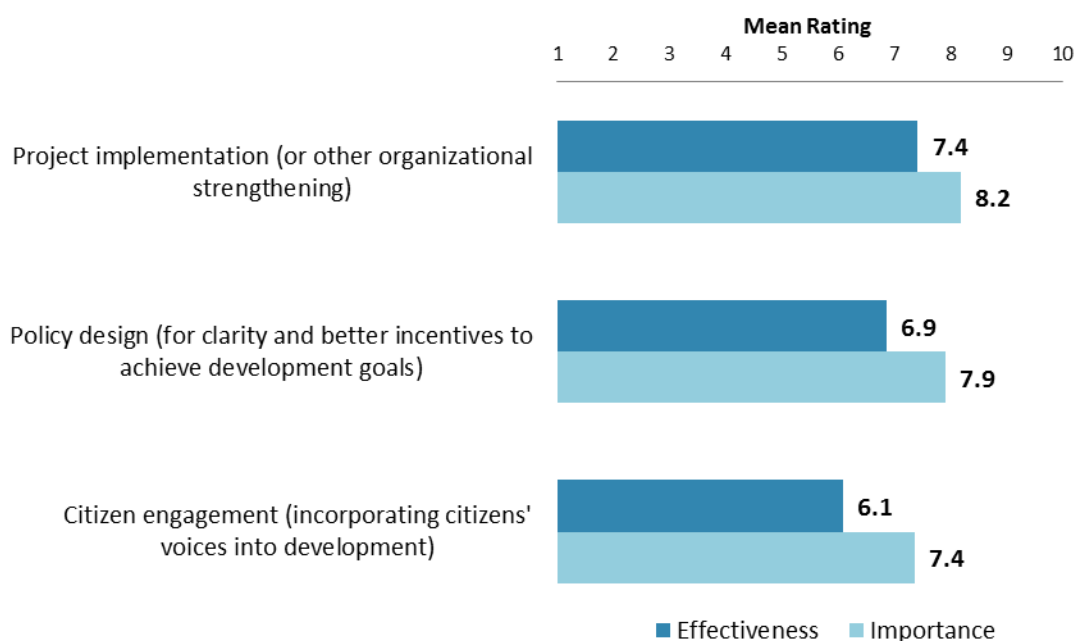 Mean Rating
1 2 3 4 5 6 7 8 9 10
Project implementation (or other organizational
strengthening)
7.4
8.2
Policy design (for clarity and better incentives to
achieve development goals)
6.9
7.9
Citizen engagement (incorporating citizens'
voices into development)
6.1
7.4
Effectiveness Importance